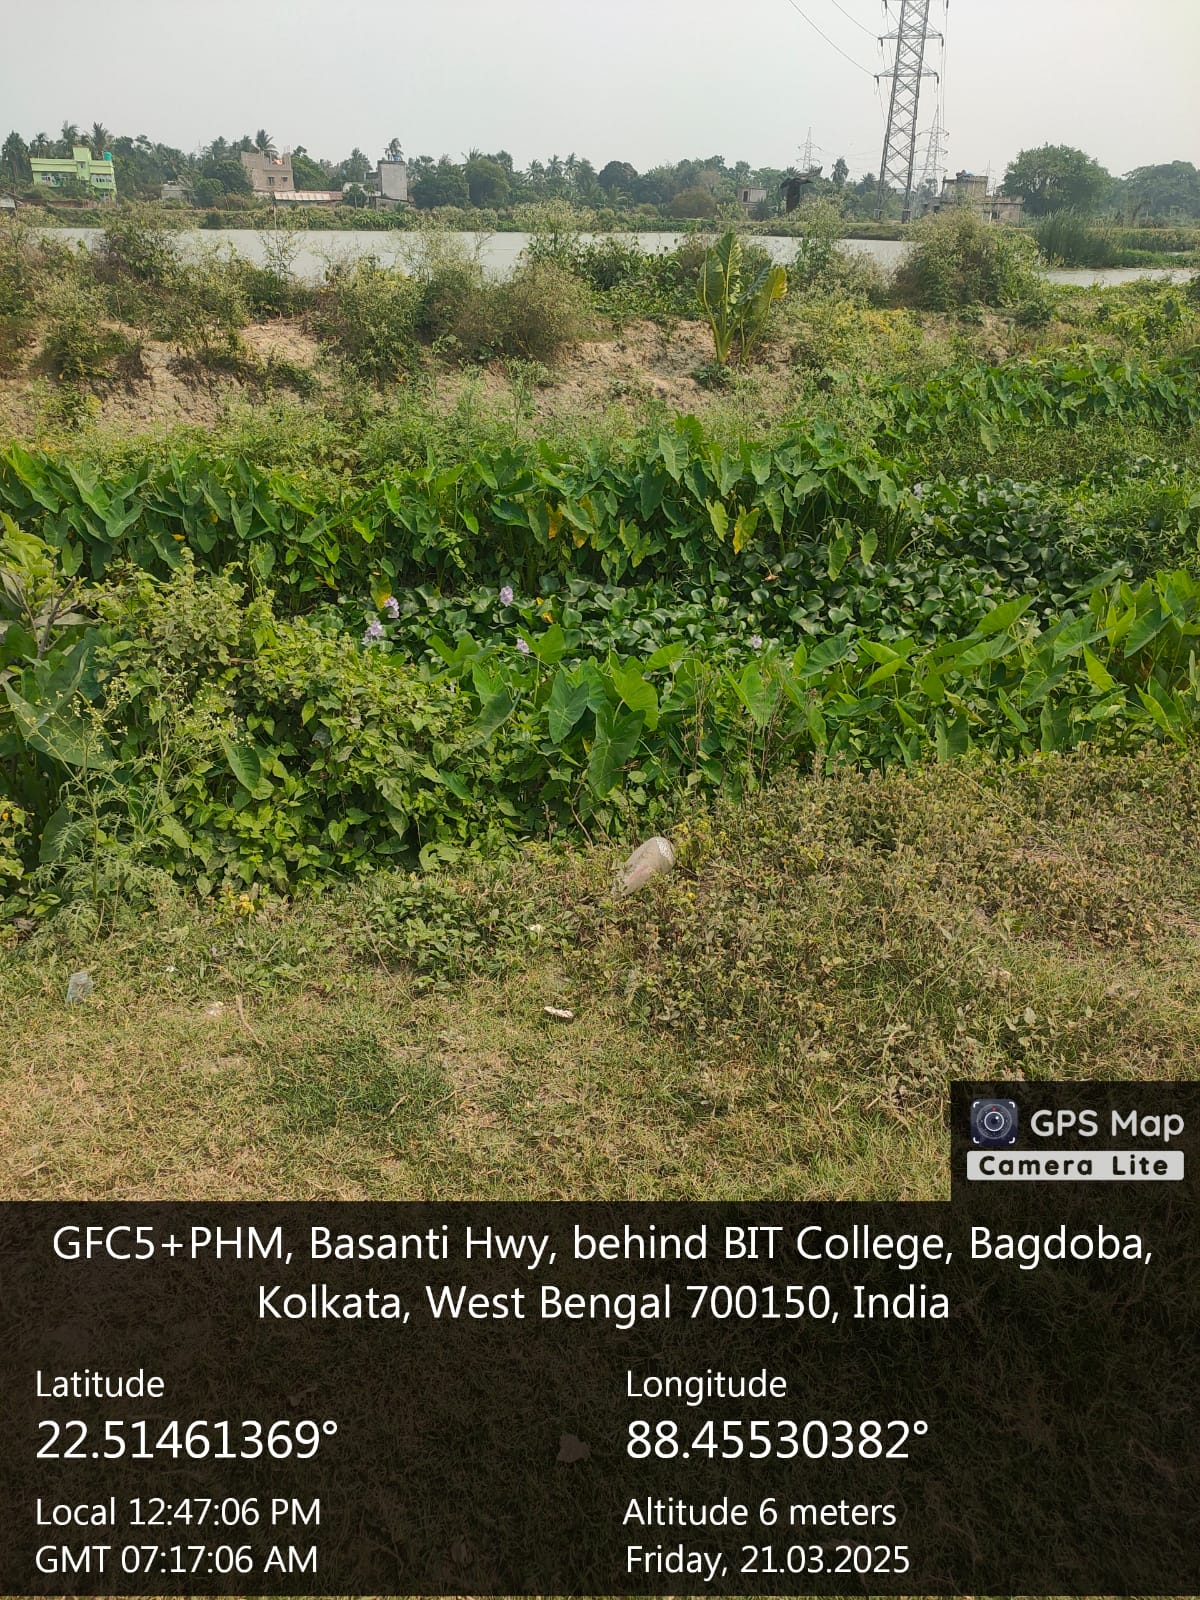 GPS Map
Camera Lite
GFC5+PHM, Basanti Hwy, behind BIT College, Bagdoba,
Kolkata, West Bengal 700150, India
Latitude
22.51461369°
Longitude
88.45530382°
Local 12:47:06 PM
GMT 07:17:06 AM
Altitude 6 meters
Friday, 21.03.2025